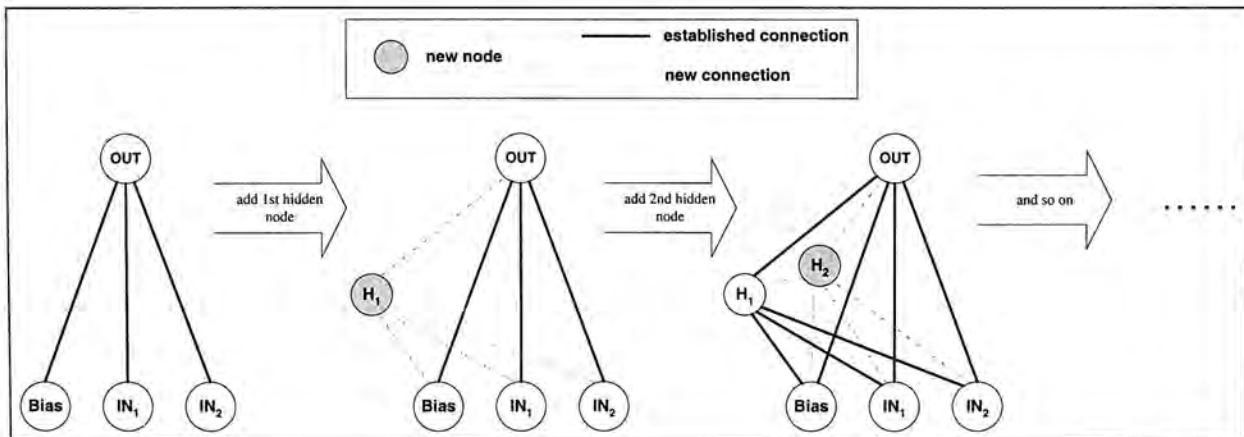 new node
established connection
new connection
OUT
add 1st hidden
node
OUT
add 2nd hidden
node
OUT
and so on
......
H1
H1
H2
Bias
IN1
IN2
Bias
IN1
IN2
Bias
IN1
IN2